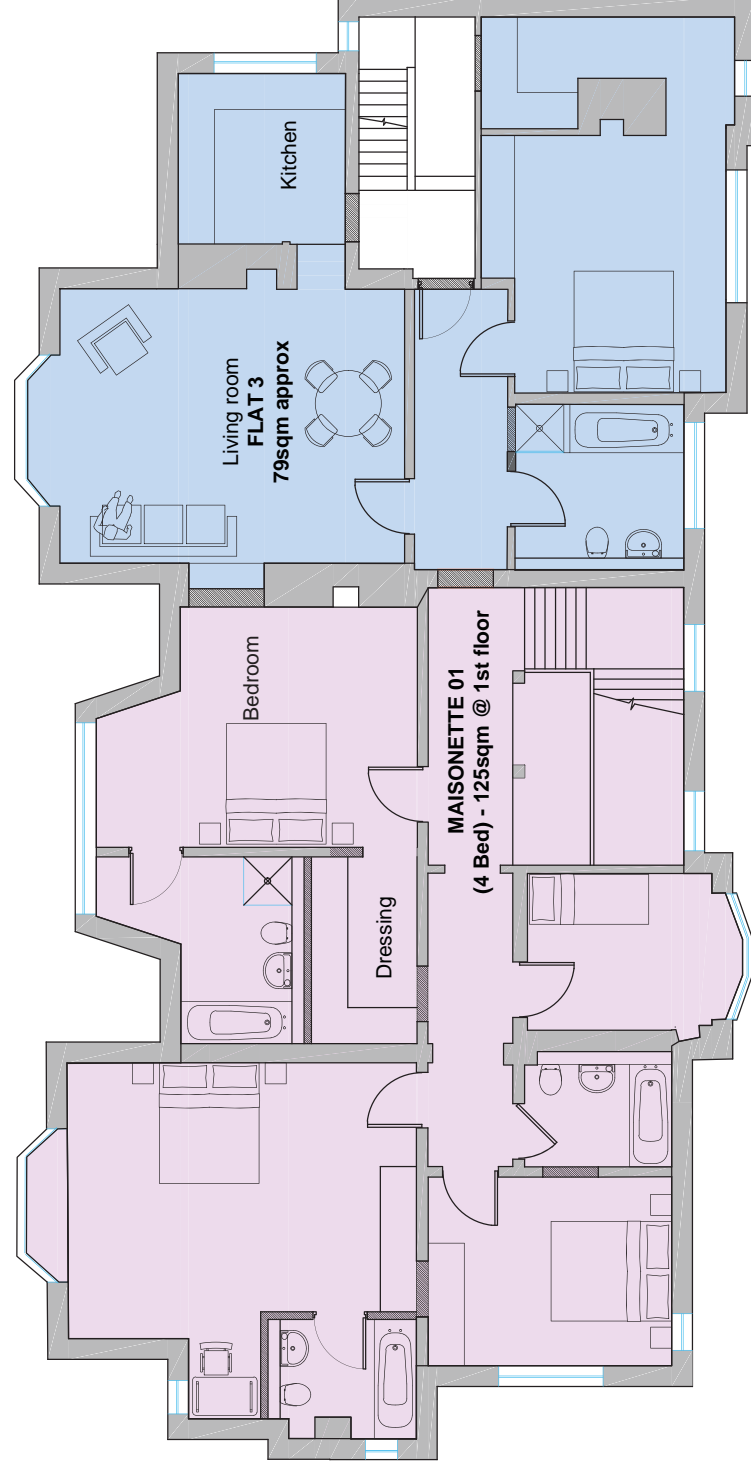 Kitchen
Living room
FLAT 3
79sqm approx
Bedroom
MAISONETTE 01
(4 Bed) - 125sqm @ 1st floor
Dressing